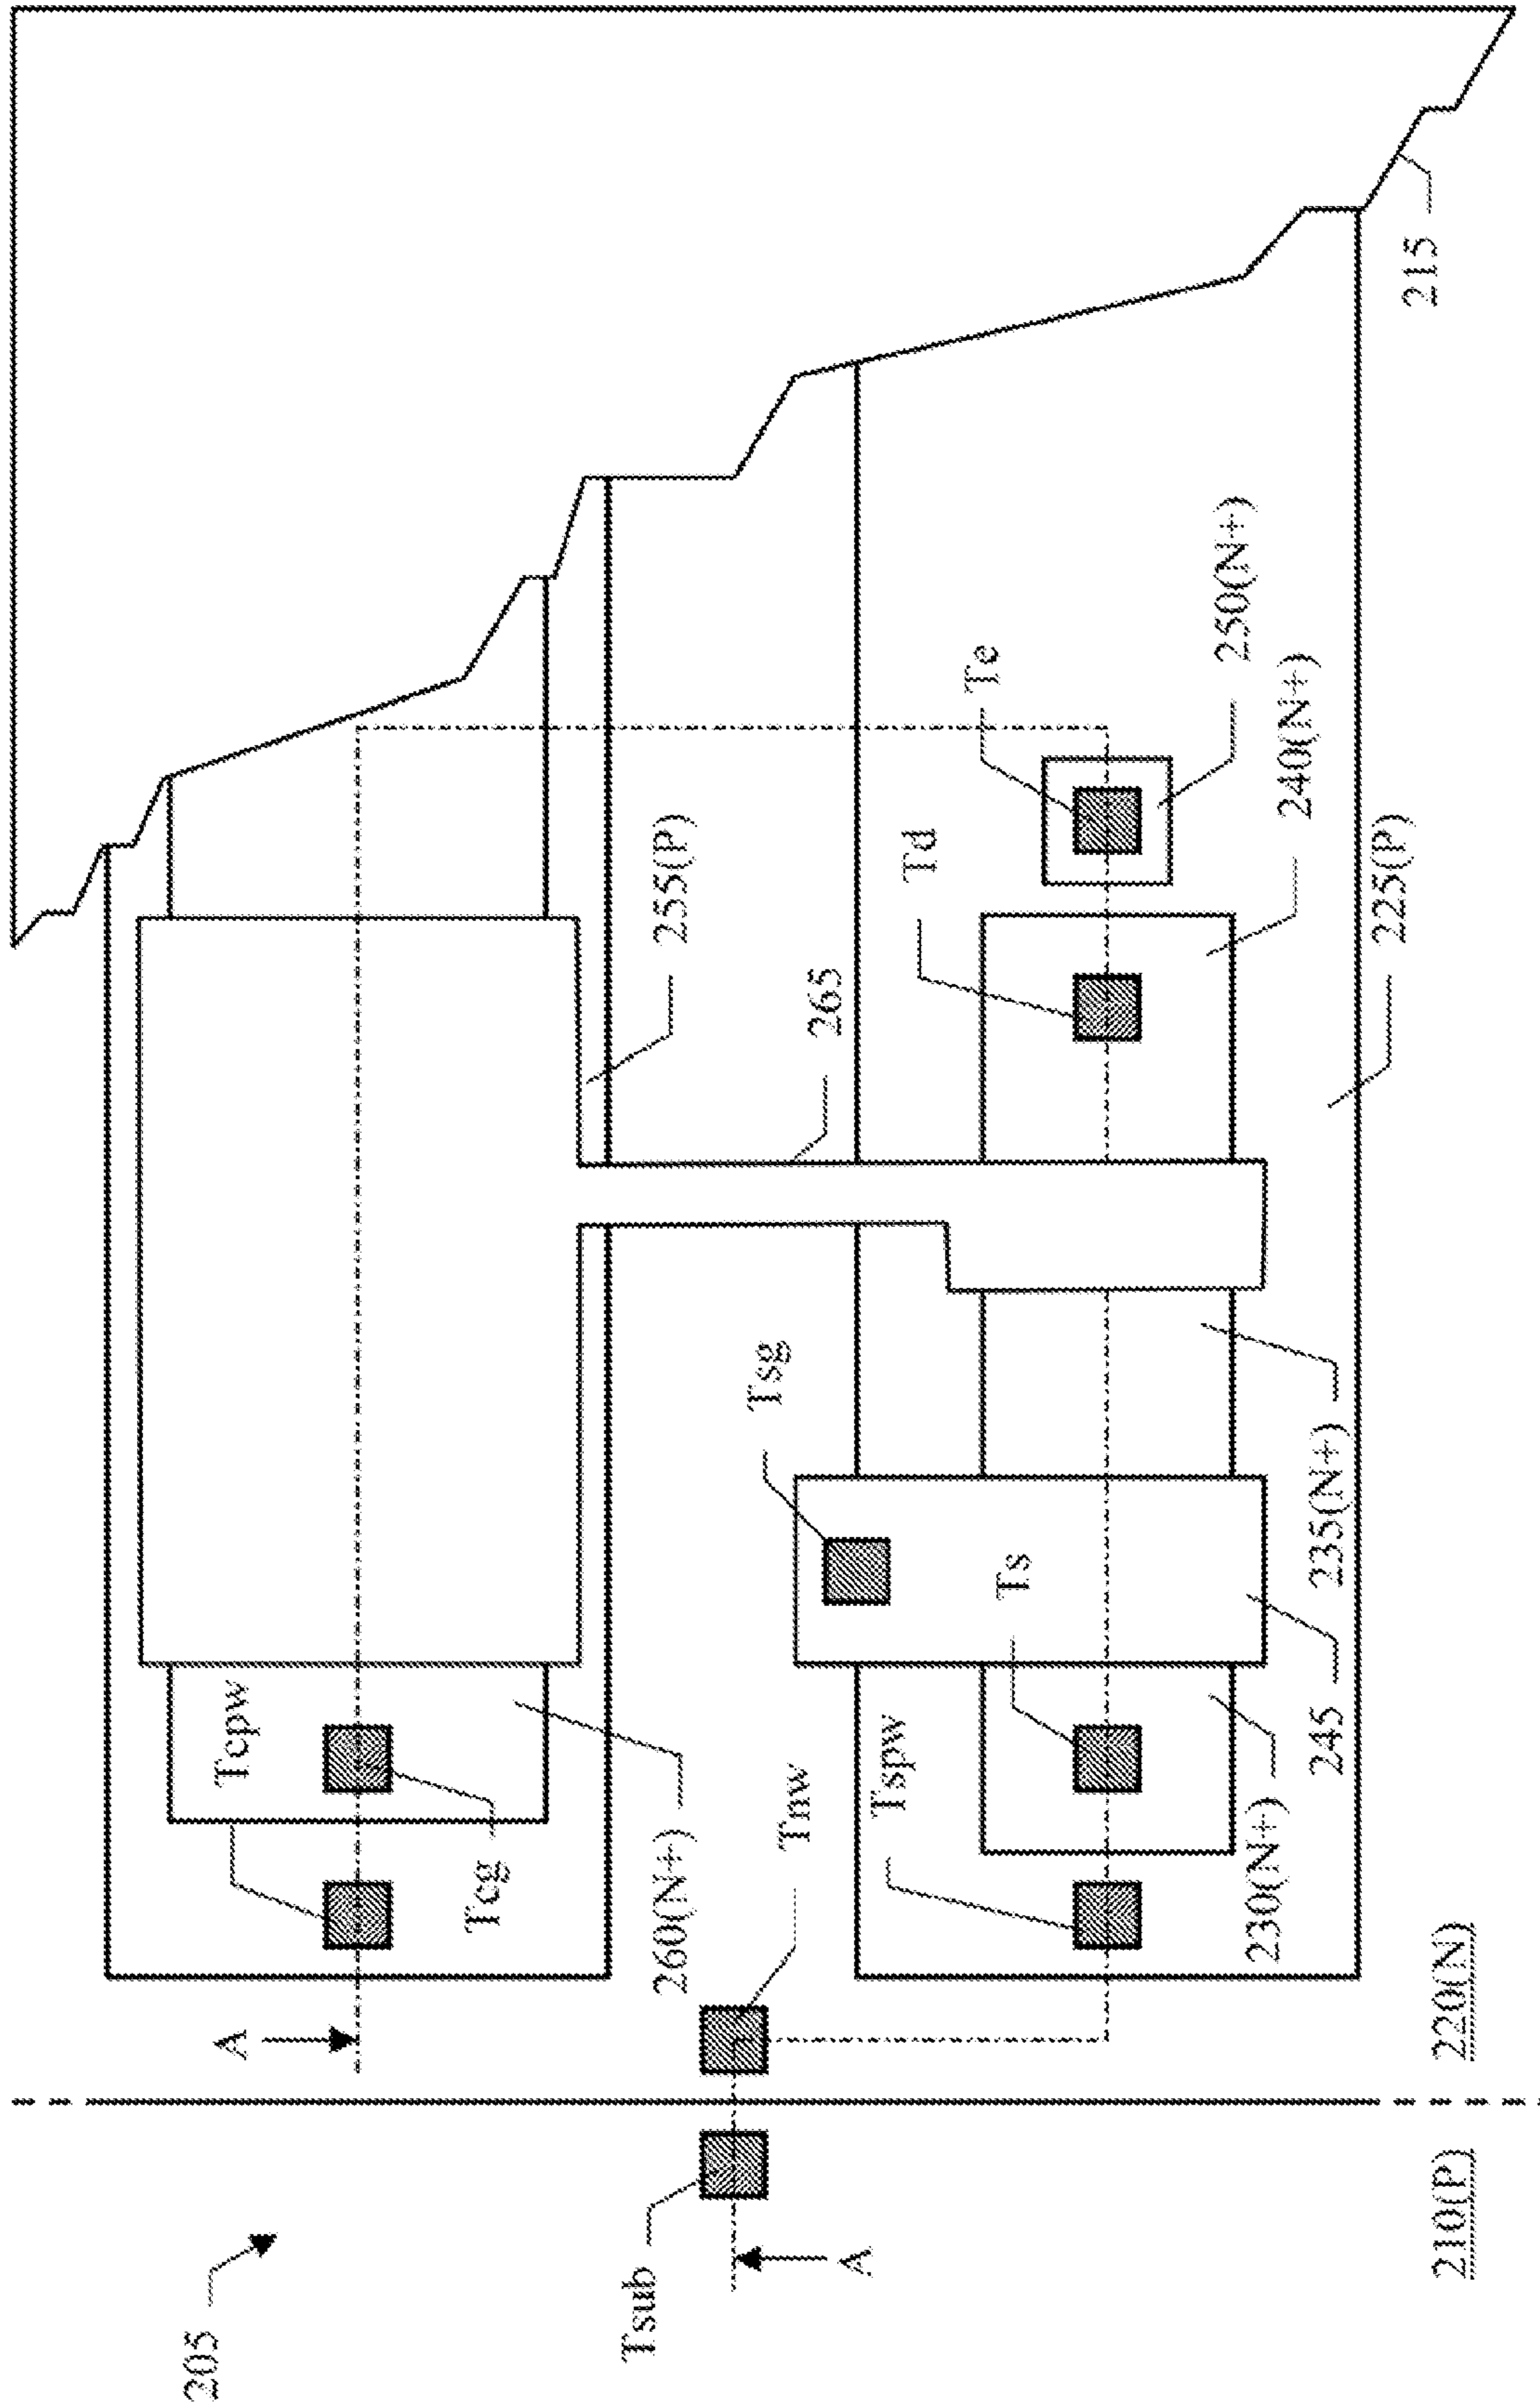 205
Tsub
A
210(P)
A
Tnw
220(N)
Tcpw
Tcg
260(N+)
Tspw
Ts
230(N+)
245
Tsg
235(N+)
265
255(P)
Td
Te
250(N+)
240(N+)
225(P)
215